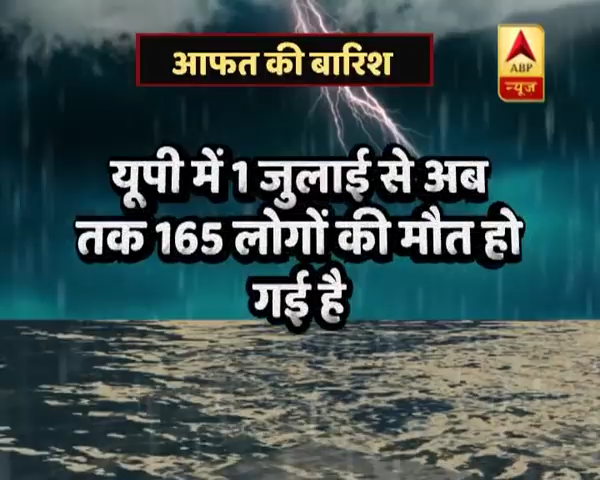 आफत की बारिश
ABP
न्यूज़
यूपी में 1 जुलाई से अब
तक 165 लोगों की मौत हो
गई है